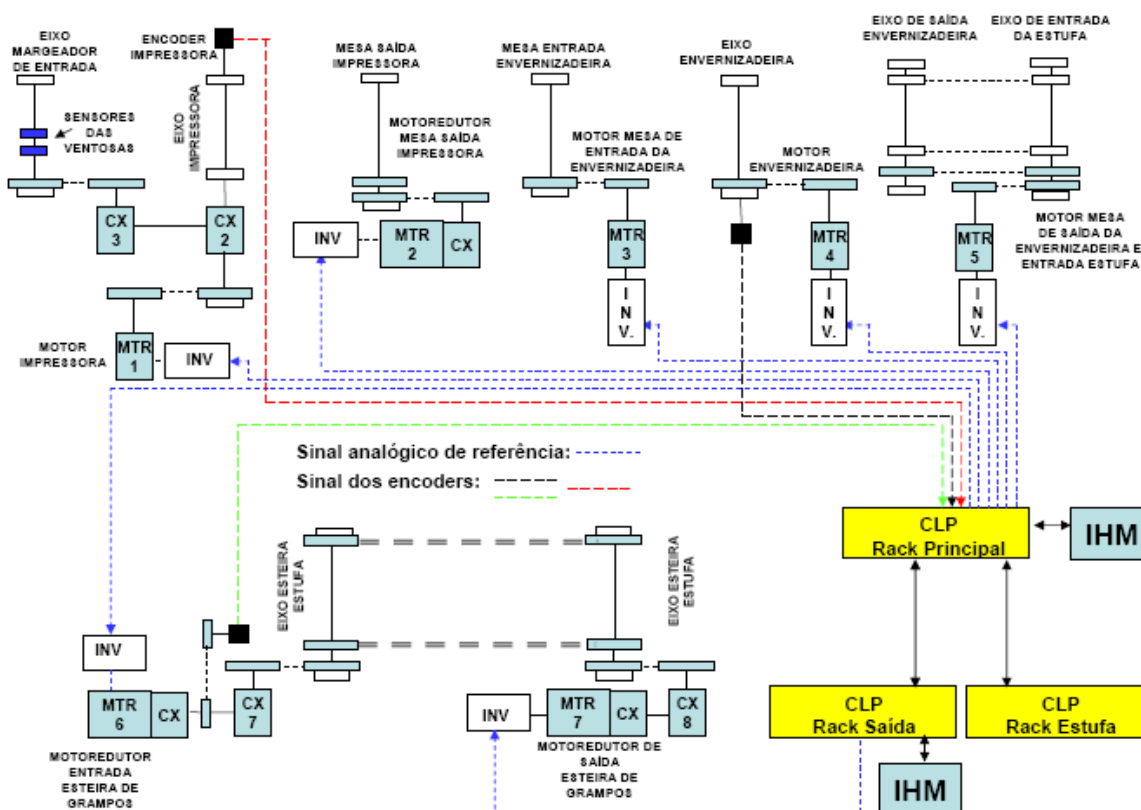 EIXO
MARGEADOR
DE ENTRADA
ENCODER
IMPRESSORA
SENSORES
DAS
VENTOSAS
EIXO
IMPRESSORA
CX
3
CX
2
MOTOR
IMPRESSORA
MTR
1
INV
MESA SAÍDA
IMPRESSORA
MOTOREDUTOR
MESA SAÍDA
IMPRESSORA
INV
MTR
2
CX
MESA ENTRADA
ENVERNIZADEIRA
MOTOR MESA DE
ENTRADA DA
ENVERNIZADEIRA
MTR
3
I
N
V.
EIXO
ENVERNIZADEIRA
MOTOR
ENVERNIZADEIRA
MTR
4
I
N
V.
EIXO DE SAÍDA
ENVERNIZADEIRA
EIXO DE ENTRADA
DA ESTUFA
MTR
5
I
N
V.
MOTOR MESA
DE SAÍDA DA
ENVERNIZADEIRA E
ENTRADA ESTUFA
Sinal analógico de referência:
Sinal dos encoders:
CLP
Rack Principal
IHM
EIXO ESTEIRA
ESTUFA
EIXO ESTEIRA
ESTUFA
INV
MTR
6
CX
CX
7
MOTOREDUTOR
ENTRADA
ESTEIRA DE
GRAMPOS
INV
MTR
7
CX
CX
8
MOTOREDUTOR DE
SAÍDA
ESTEIRA DE
GRAMPOS
CLP
Rack Saída
CLP
Rack Estufa
IHM